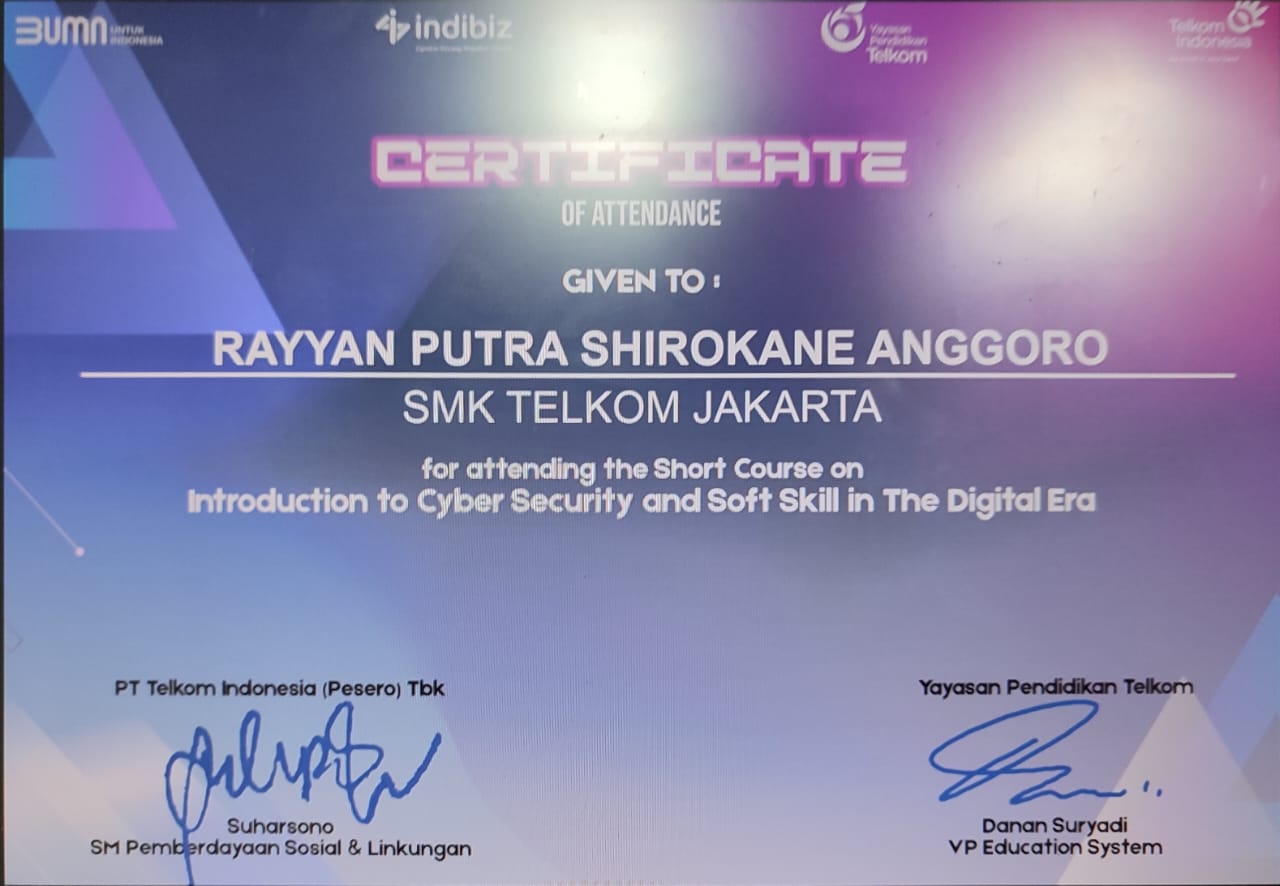 BUMN UNTUK INDONESIA
indibiz
Yayasan Pendidikan Telkom
Telkom Indonesia
CERTIFICATE
OF ATTENDANCE
GIVEN TO :
RAYYAN PUTRA SHIROKANE ANGGORO
SMK TELKOM JAKARTA
for attending the Short Course on
Introduction to Cyber Security and Soft Skill in The Digital Era
PT Telkom Indonesia (Pesero) Tbk
Yayasan Pendidikan Telkom
Suharsono
SM Pemberdayaan Sosial & Linkungan
Danan Suryadi
VP Education System